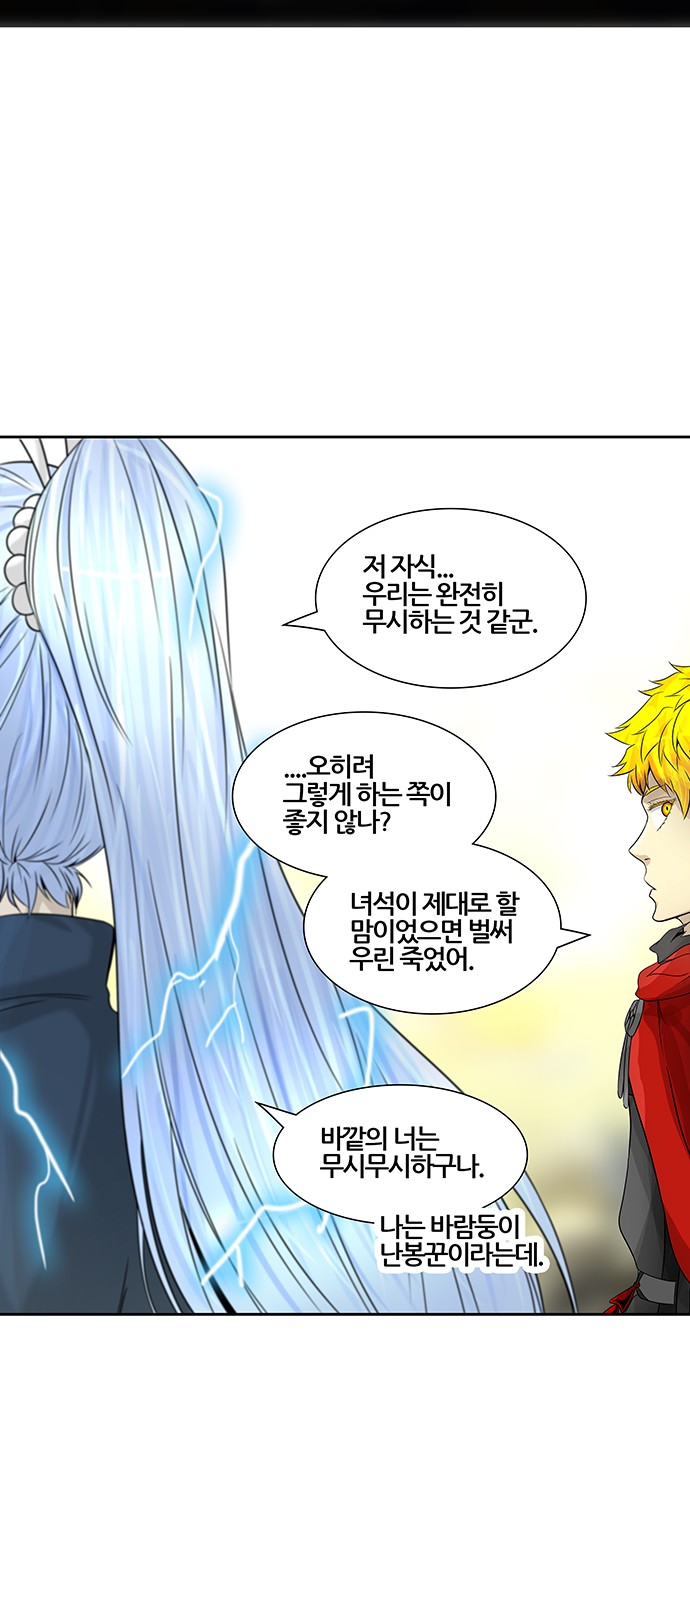 저 자식...
우리는 완전히
무시하는 것 같군.
....오히려
그렇게 하는 쪽이
좋지 않나?
녀석이 제대로 할
맘이었으면 벌써
우린 죽었어.
바깥의 너는
무시무시하구나.
나는 바람둥이
난봉꾼이라는데.